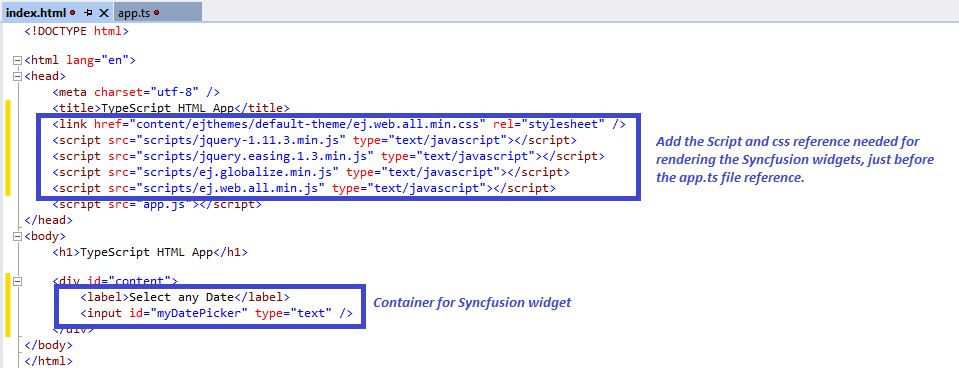 index.html
app.ts
<!DOCTYPE html>
<html lang="en">
<head>
<meta charset="utf-8" />
<title>TypeScript HTML App</title>
<link href="content/ejthemes/default-theme/ej.web.all.min.css" rel="stylesheet" />
<script src="scripts/jquery-1.11.3.min.js" type="text/javascript"></script>
<script src="scripts/jquery.easing.1.3.min.js" type="text/javascript"></script>
<script src="scripts/ej.globalize.min.js" type="text/javascript"></script>
<script src="scripts/ej.web.all.min.js" type="text/javascript"></script>
<script src="app.js"></script>
</head>
Add the Script and css reference needed for
rendering the Syncfusion widgets, just before
the app.ts file reference.
<body>
<h1>TypeScript HTML App</h1>
<div id="content">
<label>Select any Date</label>
<input id="myDatePicker" type="text" />
Container for Syncfusion widget
</div>
</body>
</html>